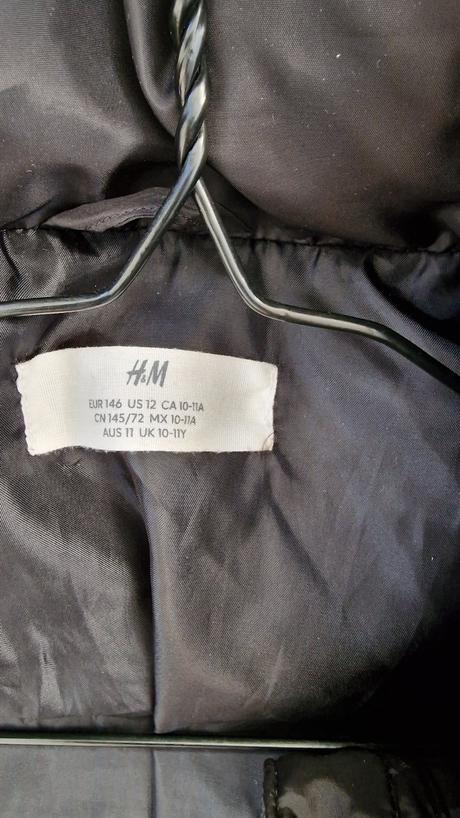 H&M
EUR 146 US 12 CA 10-11A
CN 145/72 MX 10-11A
AUS 11 UK 10-11Y